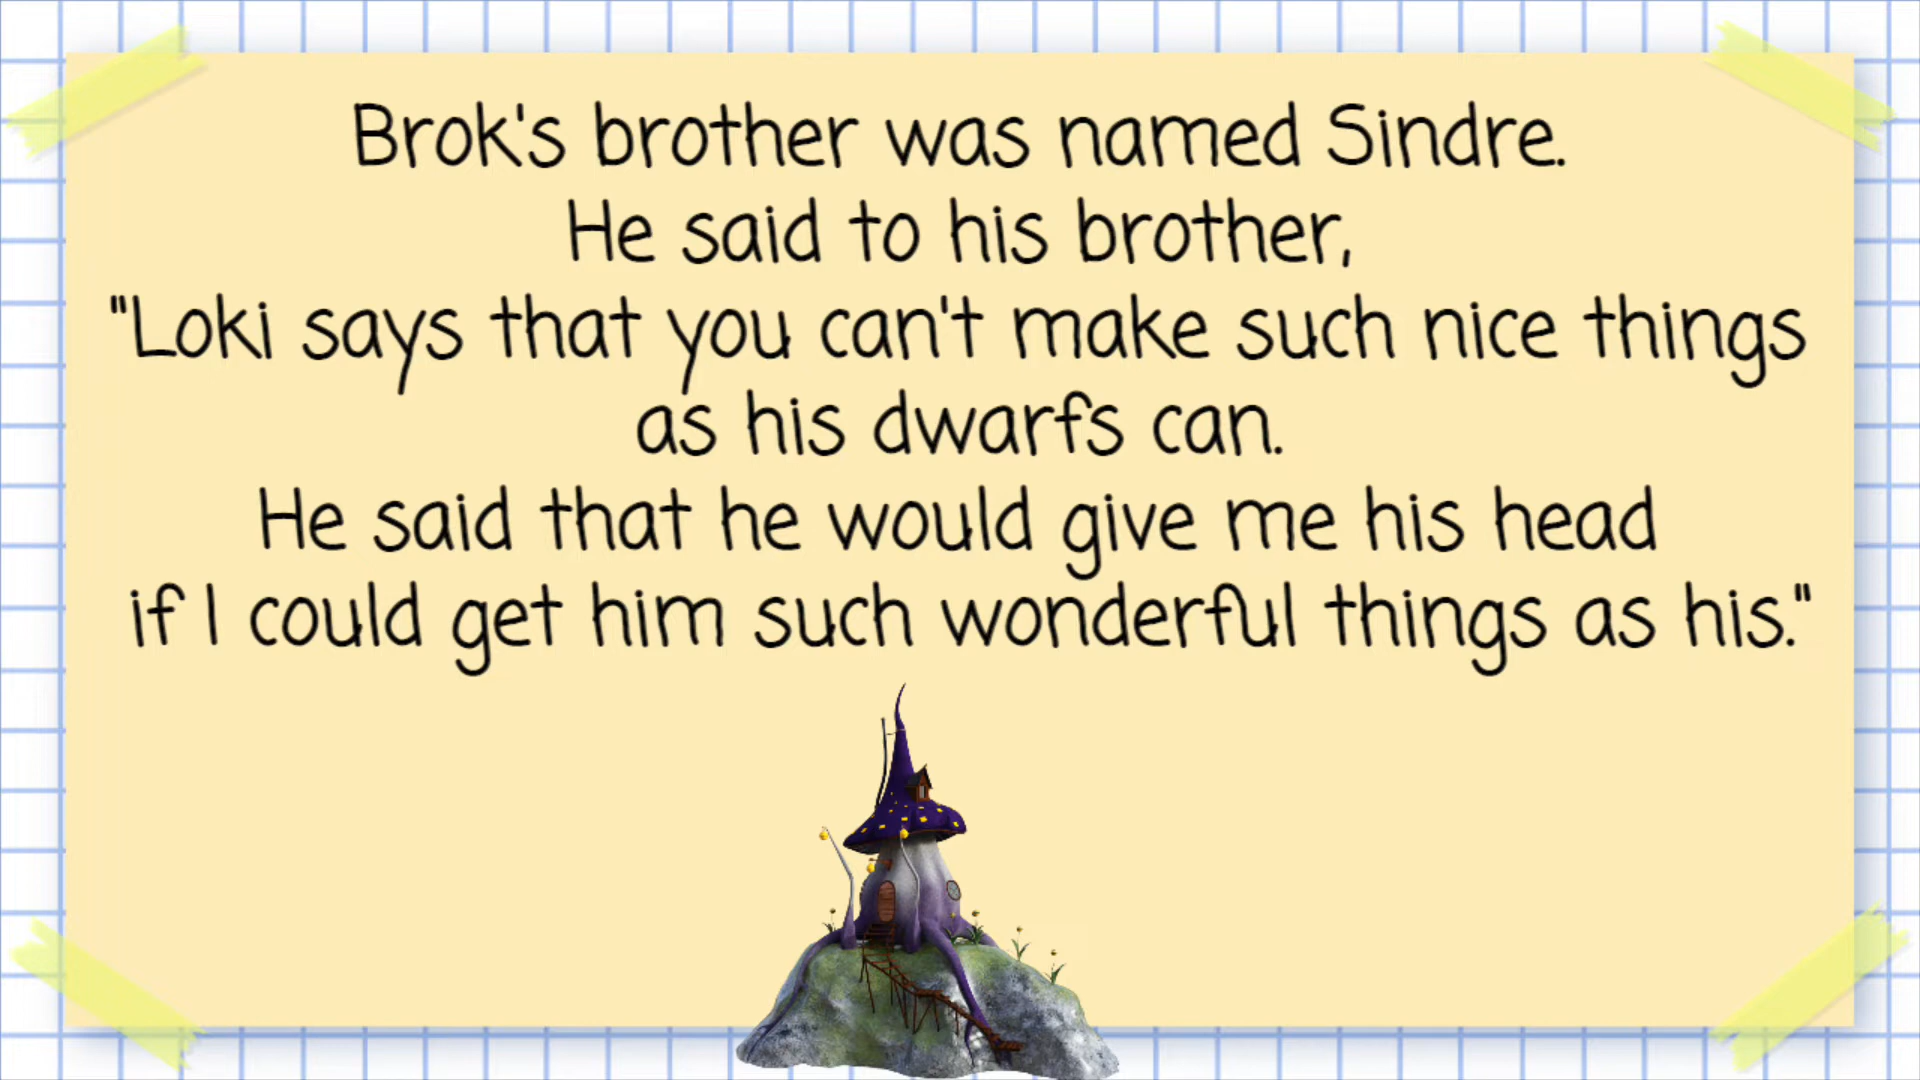 Brok's brother was named Sindre.
He said to his brother,
"Loki says that you can't make such nice things
as his dwarfs can.
He said that he would give me his head
if I could get him such wonderful things as his."